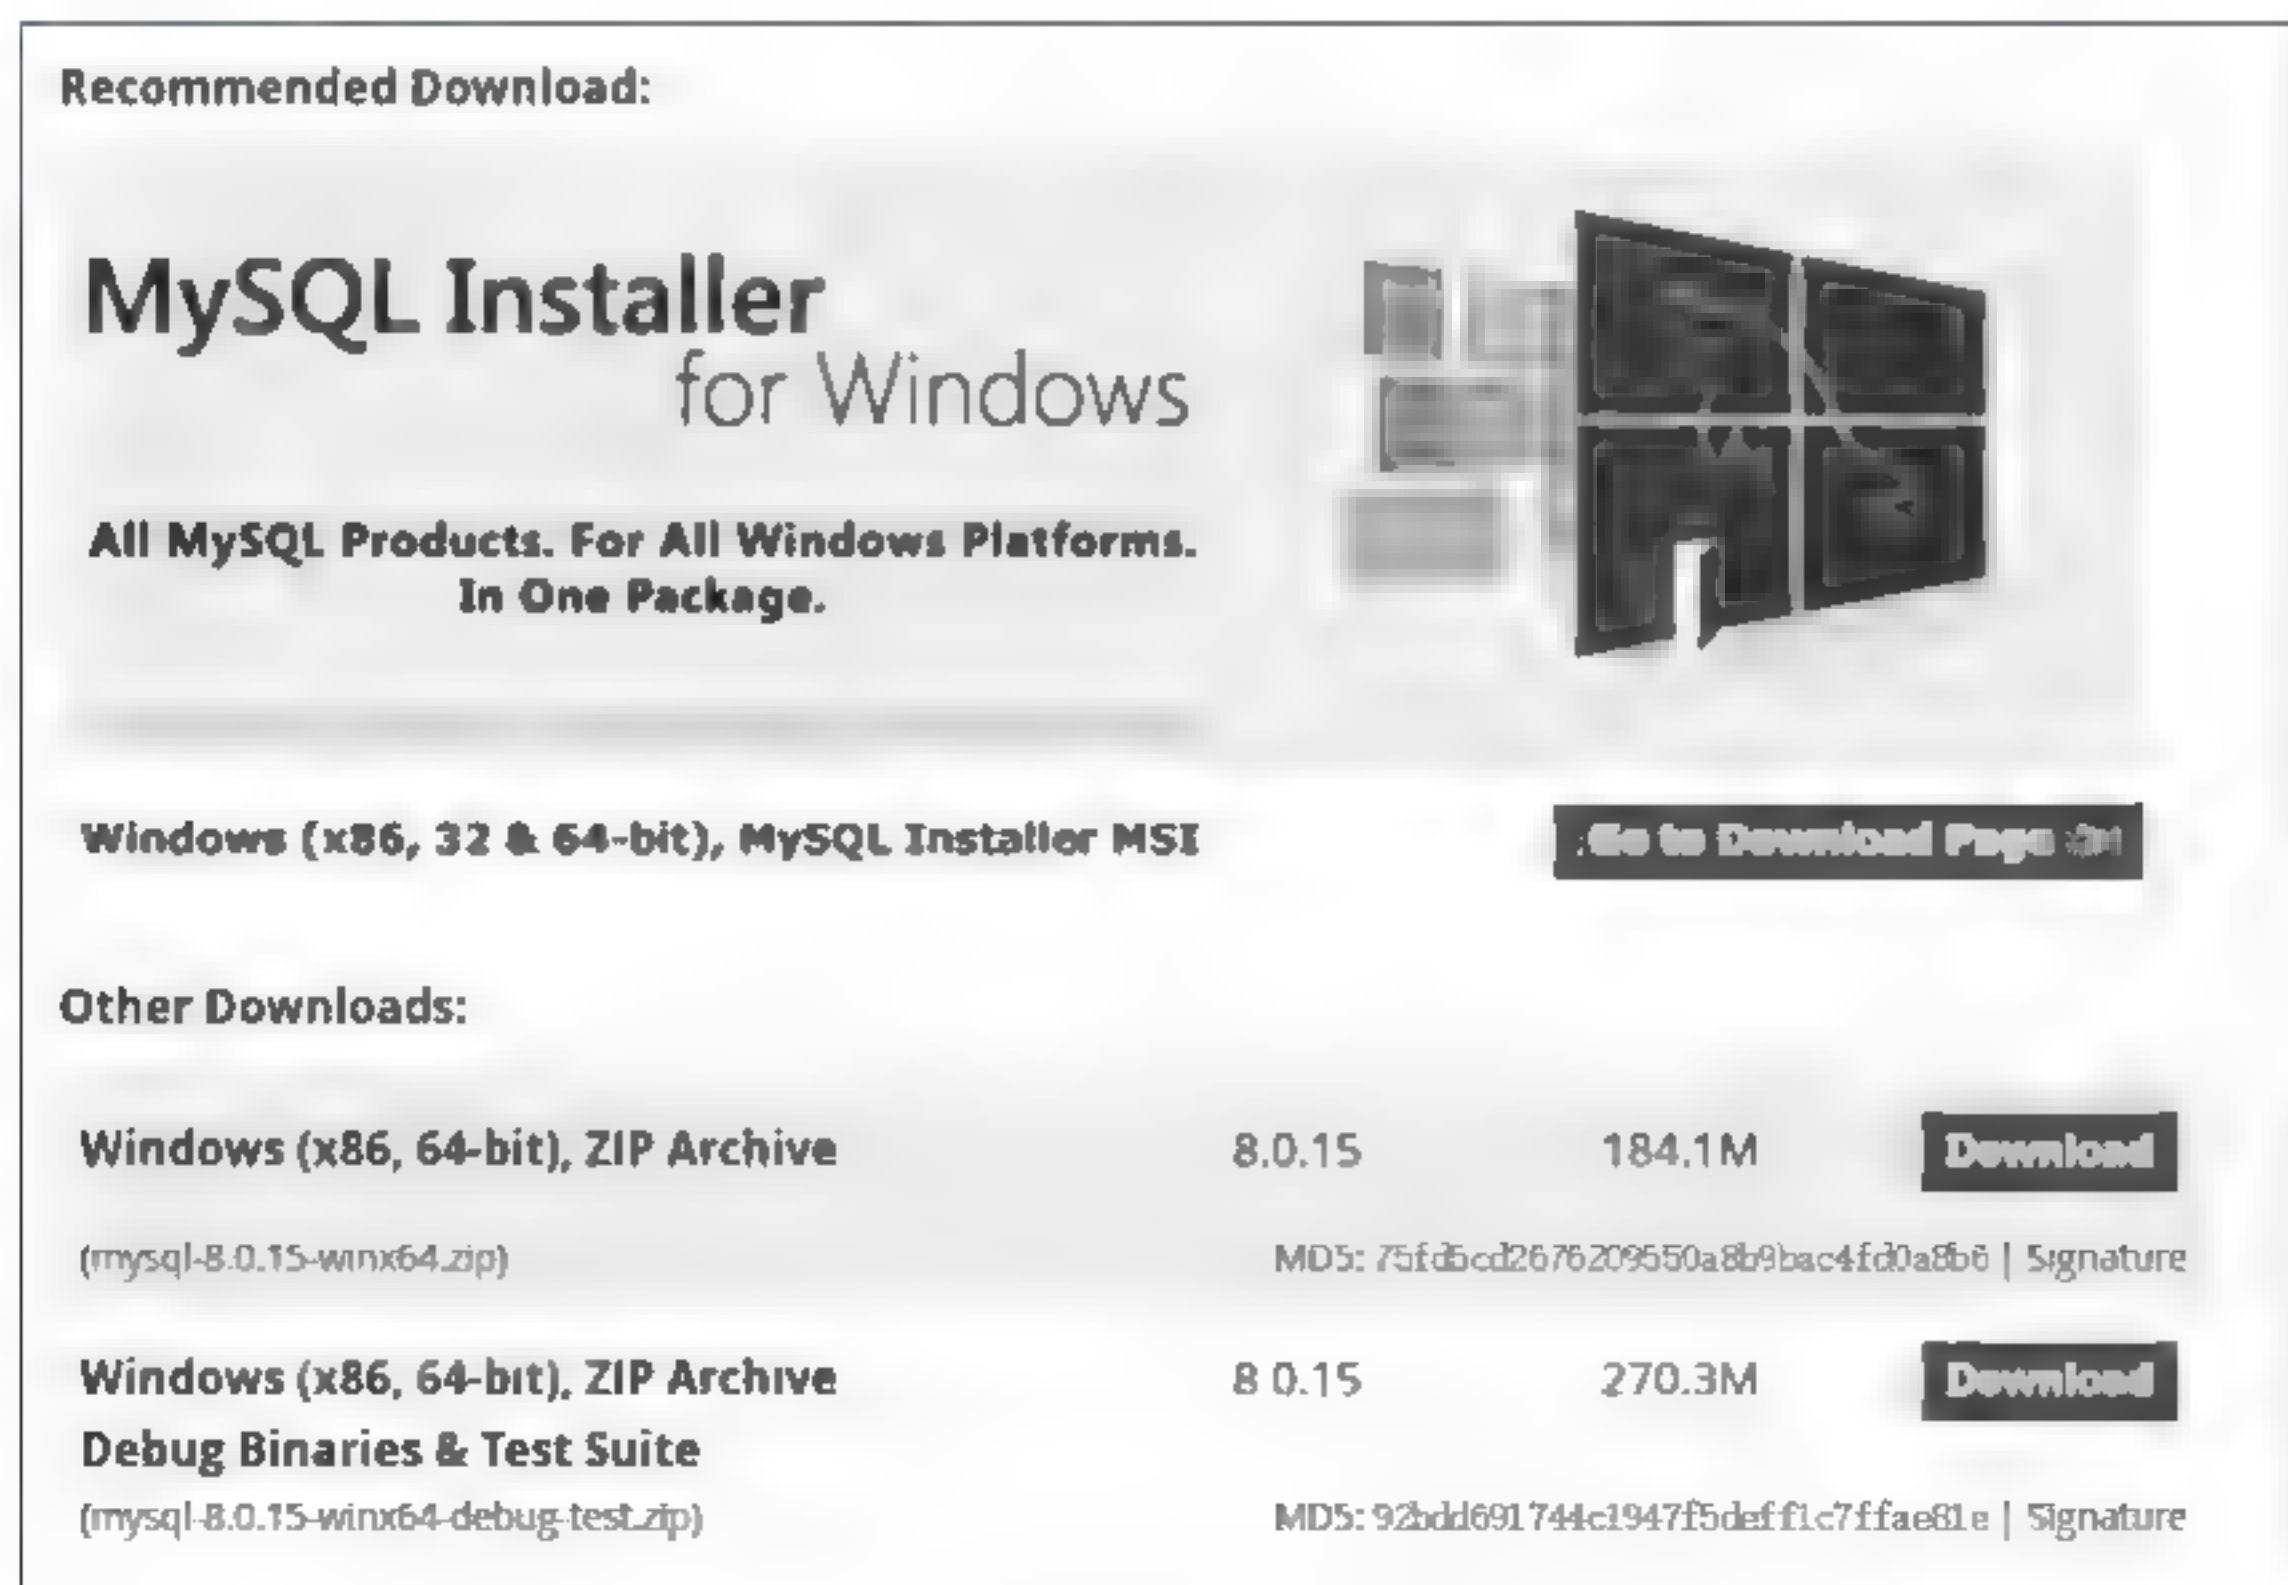 Recommended Download:
MySQL Installer
for Windows
All MySQL Products. For All Windows Platforms.
In One Package.
Windows (x86, 32 & 64-bit), MySQL Installer MSI
Go to Download Page
Other Downloads:
Windows (x86, 64-bit), ZIP Archive 8.0.15 184.1M Download
(mysql-8.0.15-winx64.zip) MD5: | Signature
Windows (x86, 64-bit), ZIP Archive 8.0.15 270.3M Download
Debug Binaries & Test Suite
(mysql-8.0.15-winx64-debug-test.zip) MD5: | Signature